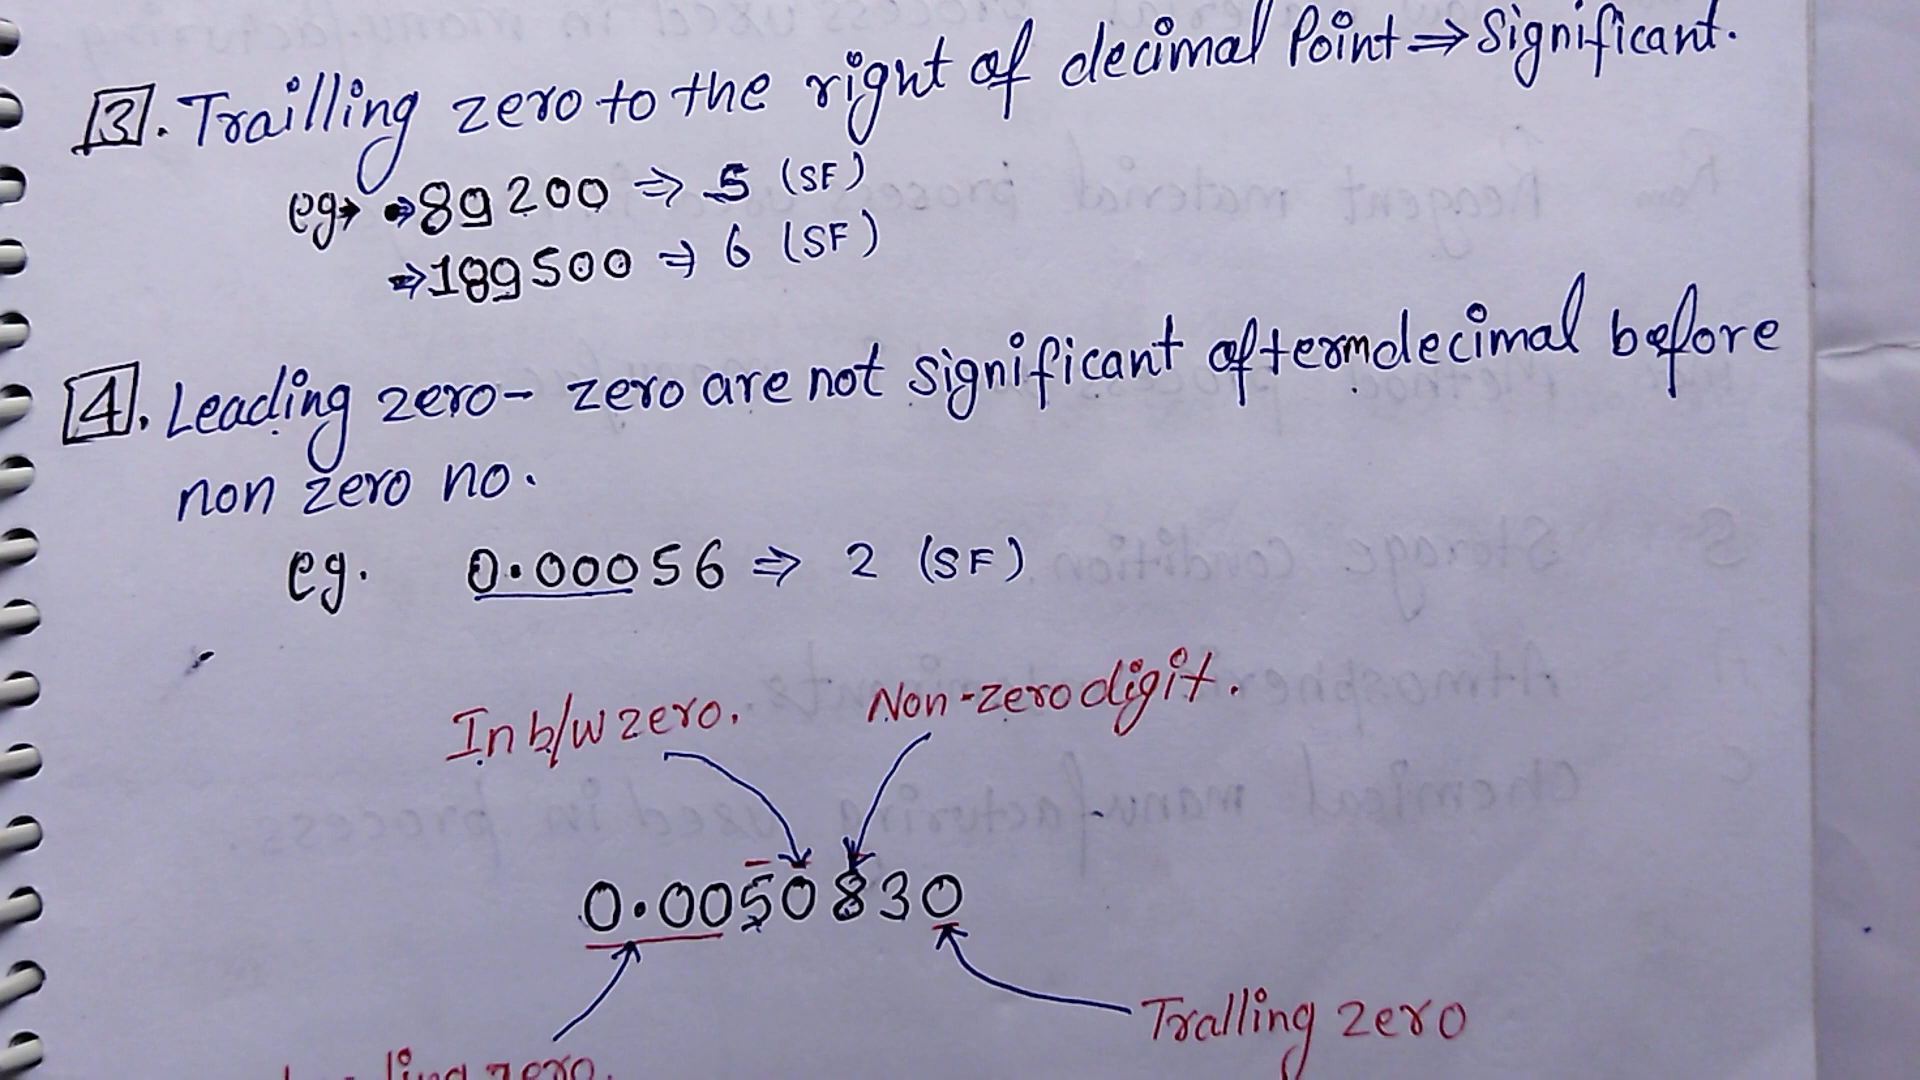 3. Trailling zero to the right of decimal Point ⇒ Significant.
eg→ ⇒ 89200 ⇒ 5 (SF)
⇒ 189500 ⇒ 6 (SF)
4. Leading zero- zero are not significant decimal before
non zero no.
eg. 0.00056 ⇒ 2 (SF)
In b/w zero. Non-zero digit.
0.0050830
Tralling zero
zero.